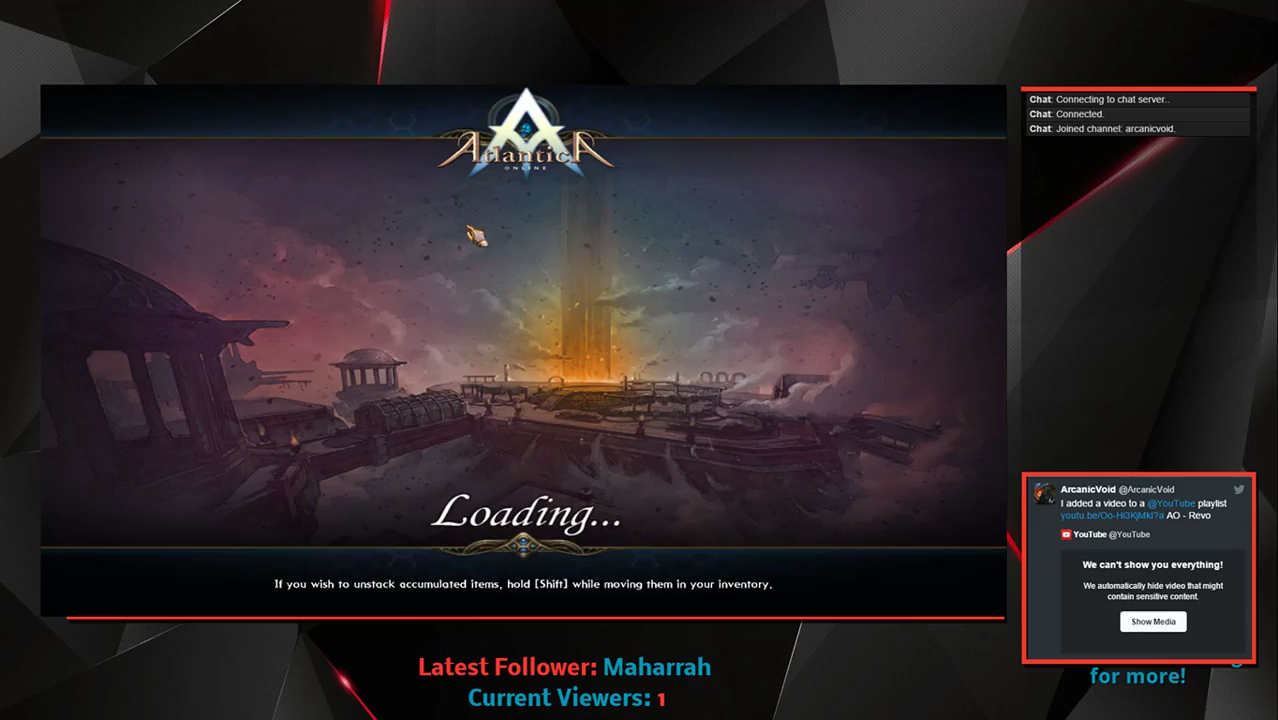 AtlanticA
ONLINE
Loading...
If you wish to unstack accumulated items, hold [Shift] while moving them in your inventory.
Chat: Connecting to chat server..
Chat: Connected.
Chat: Joined channel: arcanicvoid.
ArcanicVoid @ArcanicVoid
I added a video to a @YouTube playlist
youtu.be/Oo-Hi3KjMkI?a AO - Revo
YouTube @YouTube
We can't show you everything!
We automatically hide video that might
contain sensitive content.
Show Media
for more!
Latest Follower: Maharrah
Current Viewers: 1